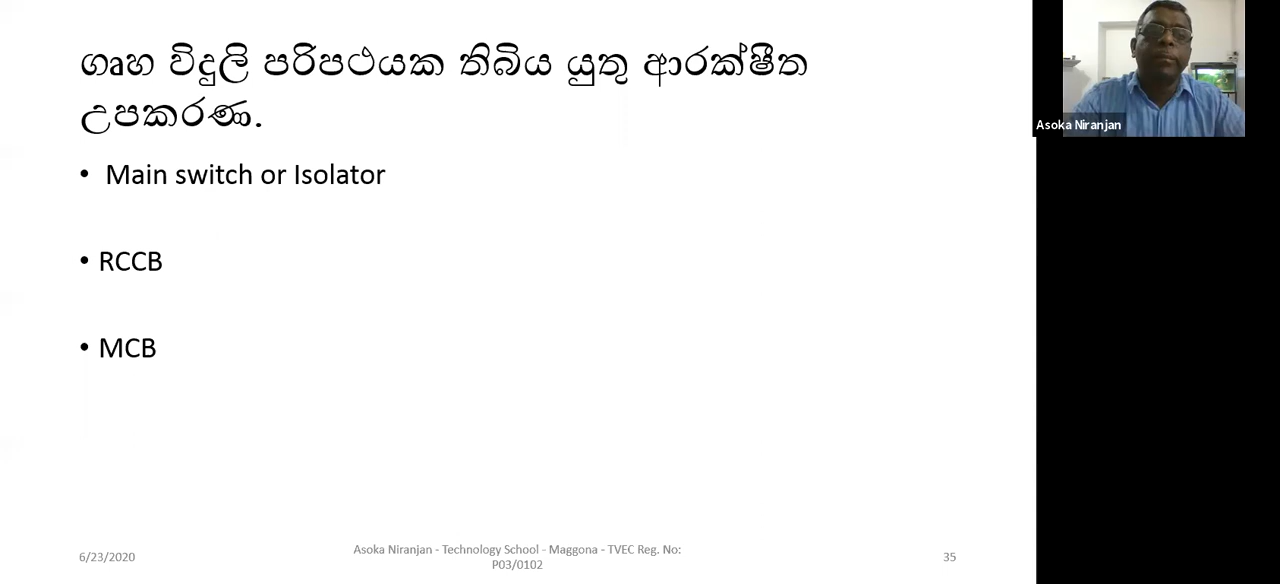 ගෘහ විදුලි පරිපථයක තිබිය යුතු ආරක්ෂීත
උපකරණ.
• Main switch or Isolator
• RCCB
• MCB
6/23/2020
Asoka Niranjan - Technology School - Maggona - TVEC Reg. No:
P03/0102
35
Asoka Niranjan